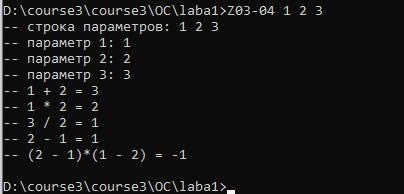 D:\course3\course3\OC\laba1>Z03-04 1 2 3
-- строка параметров: 1 2 3
-- параметр 1: 1
-- параметр 2: 2
-- параметр 3: 3
-- 1 + 2 = 3
-- 1 * 2 = 2
-- 3 / 2 = 1
-- 2 - 1 = 1
-- (2 - 1)*(1 - 2) = -1
D:\course3\course3\OC\laba1>